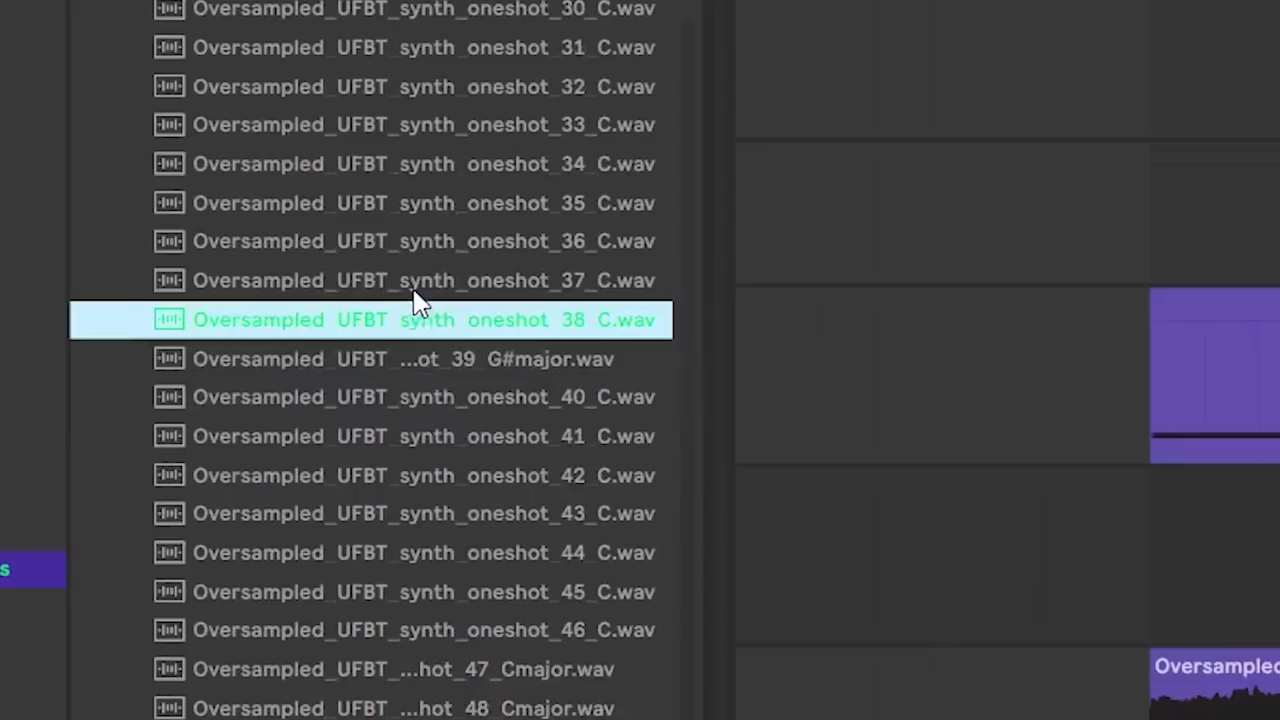 Oversampled_UFBT_synth_oneshot_30_C.wav
Oversampled_UFBT_synth_oneshot_31_C.wav
Oversampled_UFBT_synth_oneshot_32_C.wav
Oversampled_UFBT_synth_oneshot_33_C.wav
Oversampled_UFBT_synth_oneshot_34_C.wav
Oversampled_UFBT_synth_oneshot_35_C.wav
Oversampled_UFBT_synth_oneshot_36_C.wav
Oversampled_UFBT_synth_oneshot_37_C.wav
Oversampled_UFBT_synth_oneshot_38_C.wav
Oversampled_UFBT_...ot_39_G#major.wav
Oversampled_UFBT_synth_oneshot_40_C.wav
Oversampled_UFBT_synth_oneshot_41_C.wav
Oversampled_UFBT_synth_oneshot_42_C.wav
Oversampled_UFBT_synth_oneshot_43_C.wav
Oversampled_UFBT_synth_oneshot_44_C.wav
s
Oversampled_UFBT_synth_oneshot_45_C.wav
Oversampled_UFBT_synth_oneshot_46_C.wav
Oversampled_UFBT_...hot_47_Cmajor.wav
Oversampled
Oversampled_UFBT_...hot_48_Cmajor.wav